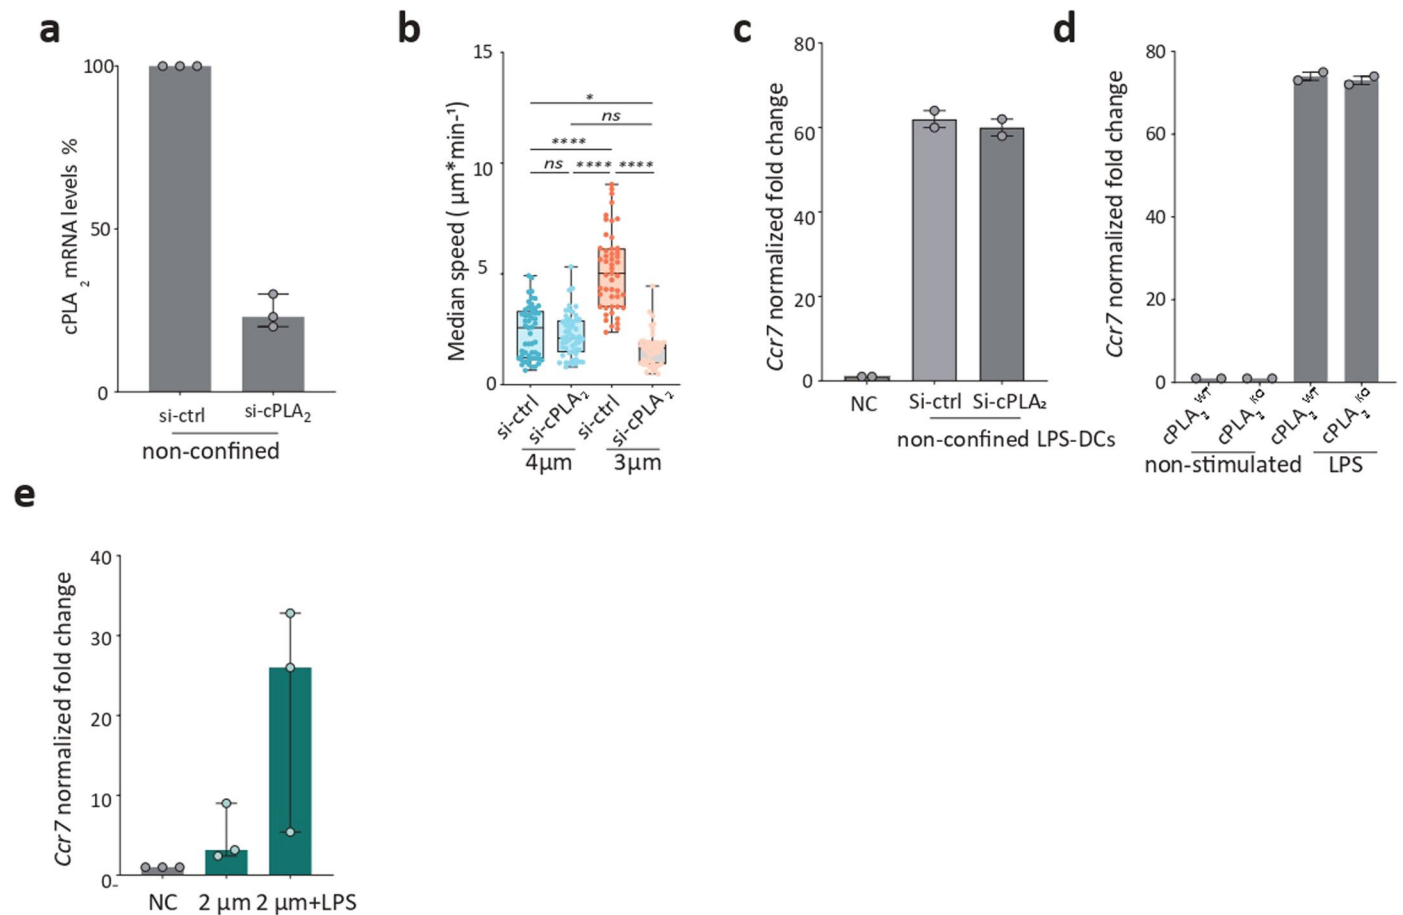 a
cPLA2 mRNA levels %
100
50
0
si-ctrl si-cPLA2
non-confined
b
Median speed ( µm*min-¹)
15
10
5
0
*
ns
****
ns **** ****
si-ctrl si-cPLA2 si-ctrl si-cPLA2
4µm 3µm
c
Ccr7 normalized fold change
80
60
40
20
0
NC Si-ctrl Si-cPLA₂
non-confined LPS-DCs
d
Ccr7 normalized fold change
80
60
40
20
0
cPLA2WT cPLA2KO cPLA2WT cPLA2KO
non-stimulated LPS
e
Ccr7 normalized fold change
40
30
20
10
0
NC 2 µm 2 µm+LPS